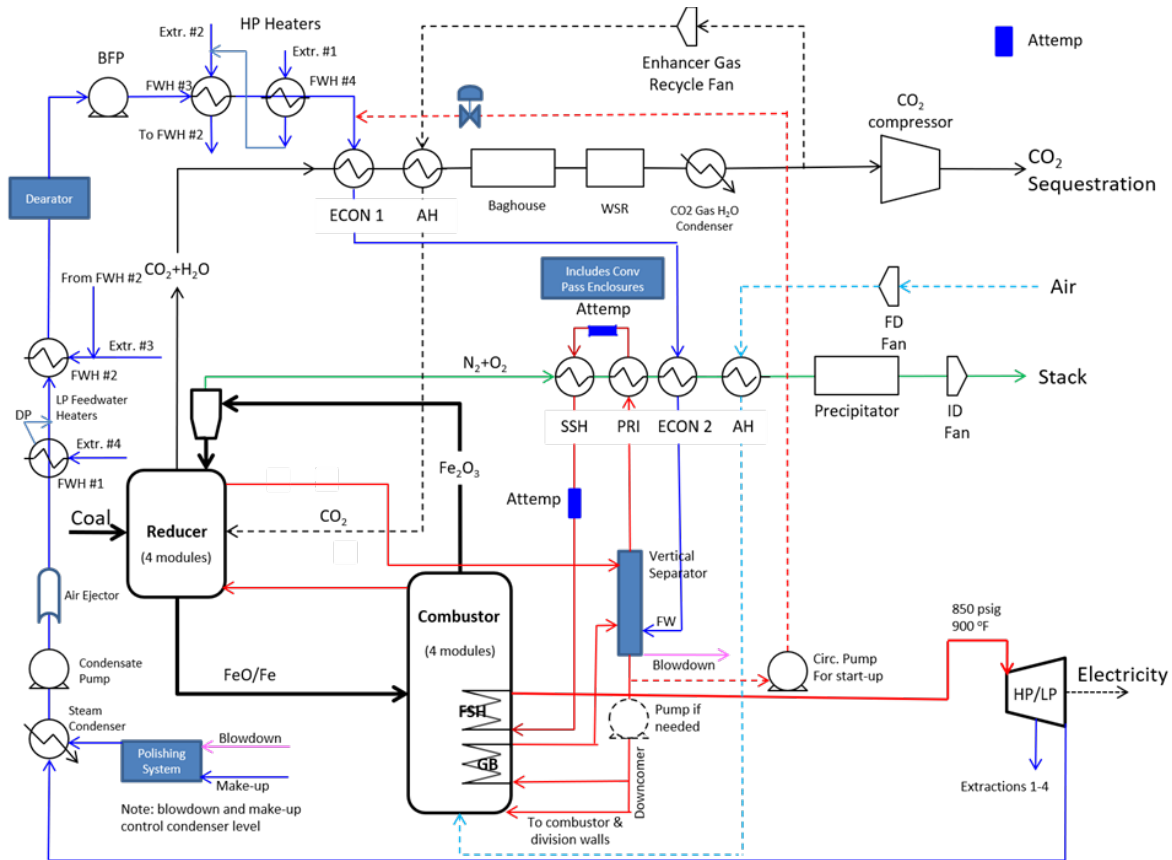 Extr. #2
HP Heaters
Extr. #1
BFP
FWH #3
FWH #4
To FWH #2
Enhancer Gas
Recycle Fan
Attemp
CO2
compressor
CO2
Sequestration
Dearator
ECON 1
AH
Baghouse
WSR
CO2 Gas H2O
Condenser
CO2+H2O
From FWH #2
Extr. #3
FWH #2
LP Feedwater
Heaters
DP
Extr. #4
FWH #1
Includes Conv
Pass Enclosures
Attemp
Air
FD
Fan
N2+O2
Stack
SSH
PRI
ECON 2
AH
Precipitator
ID
Fan
Fe2O3
Attemp
Coal
Reducer
(4 modules)
CO2
Vertical
Separator
Air Ejector
Combustor
(4 modules)
FW
Blowdown
850 psig
900 °F
Condensate
Pump
FeO/Fe
Circ. Pump
For start-up
Electricity
HP/LP
FSH
Pump if
needed
Steam
Condenser
Polishing
System
Blowdown
Make-up
GB
Downcomer
Extractions 1-4
Note: blowdown and make-up
control condenser level
To combustor &
division walls